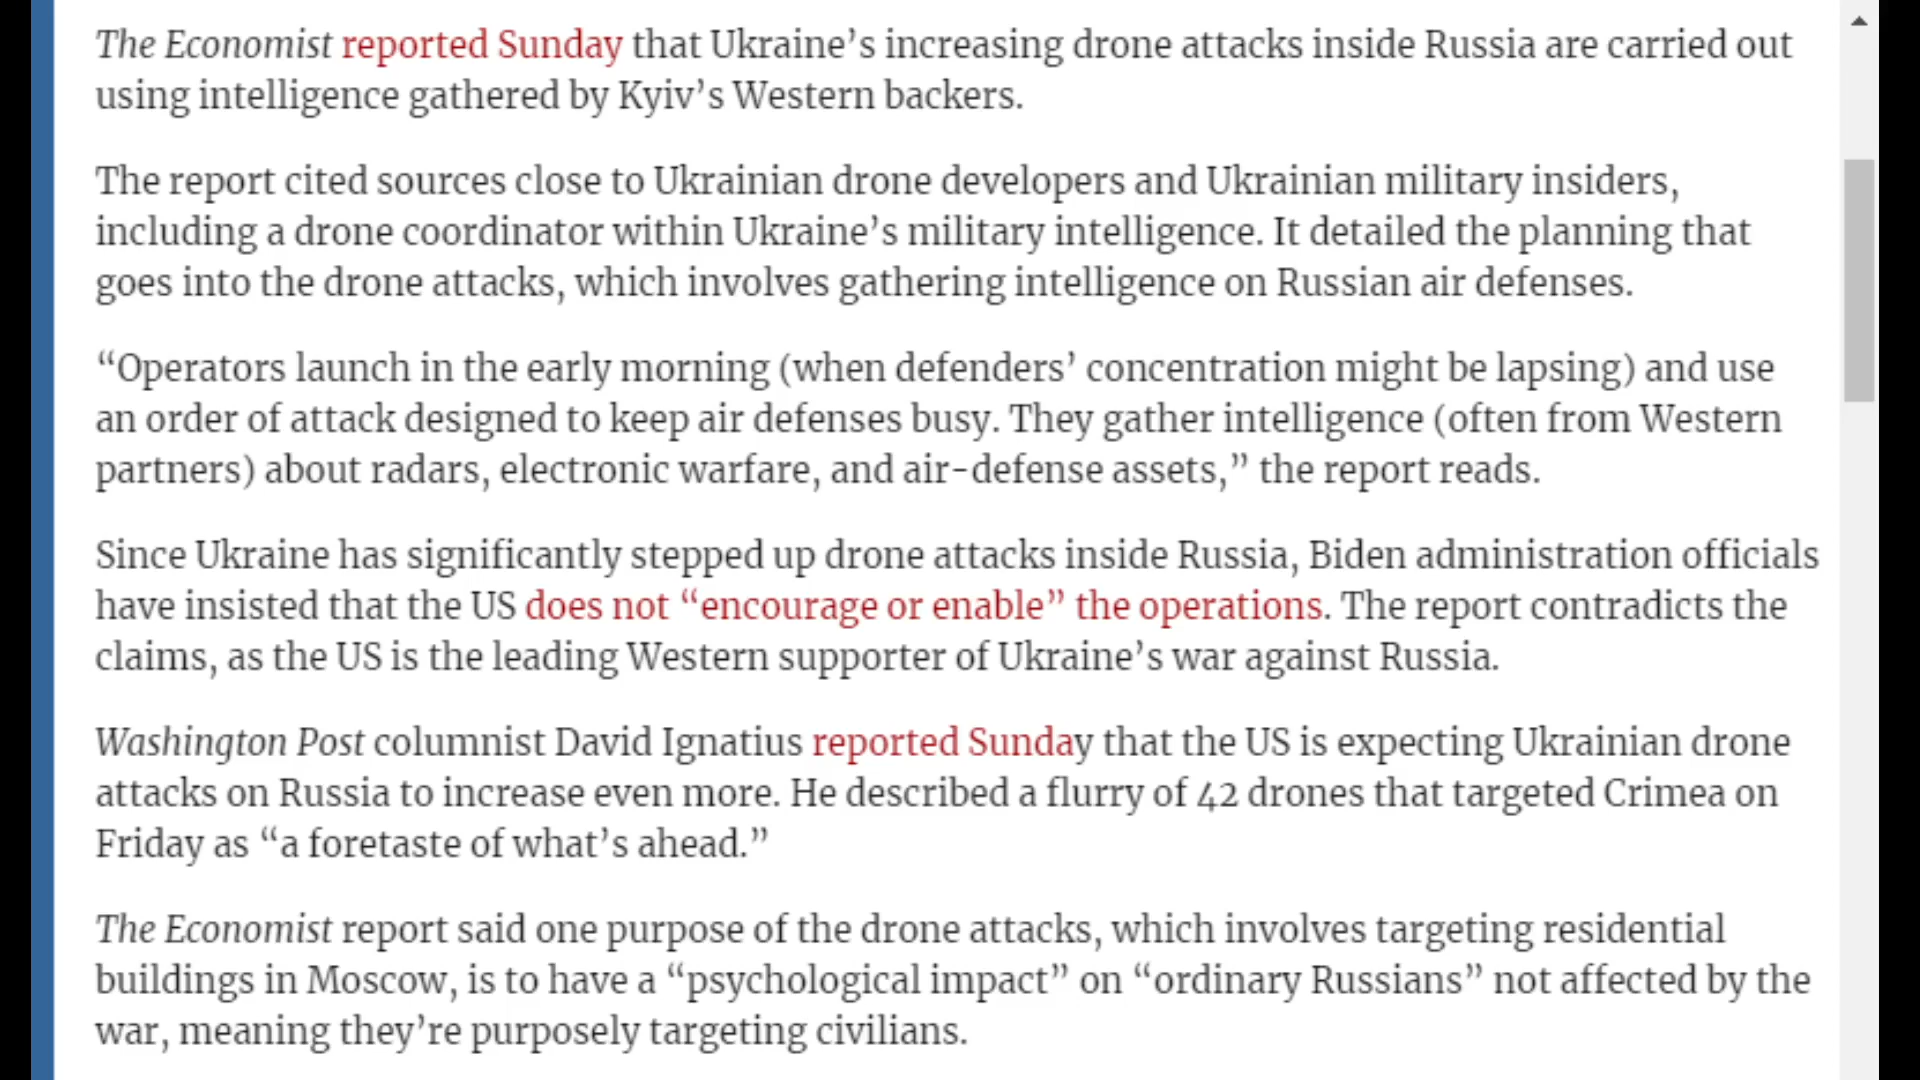 The Economist reported Sunday that Ukraine’s increasing drone attacks inside Russia are carried out
using intelligence gathered by Kyiv’s Western backers.
The report cited sources close to Ukrainian drone developers and Ukrainian military insiders,
including a drone coordinator within Ukraine’s military intelligence. It detailed the planning that
goes into the drone attacks, which involves gathering intelligence on Russian air defenses.
“Operators launch in the early morning (when defenders’ concentration might be lapsing) and use
an order of attack designed to keep air defenses busy. They gather intelligence (often from Western
partners) about radars, electronic warfare, and air-defense assets,” the report reads.
Since Ukraine has significantly stepped up drone attacks inside Russia, Biden administration officials
have insisted that the US does not “encourage or enable” the operations. The report contradicts the
claims, as the US is the leading Western supporter of Ukraine’s war against Russia.
Washington Post columnist David Ignatius reported Sunday that the US is expecting Ukrainian drone
attacks on Russia to increase even more. He described a flurry of 42 drones that targeted Crimea on
Friday as “a foretaste of what’s ahead.”
The Economist report said one purpose of the drone attacks, which involves targeting residential
buildings in Moscow, is to have a “psychological impact” on “ordinary Russians” not affected by the
war, meaning they’re purposely targeting civilians.